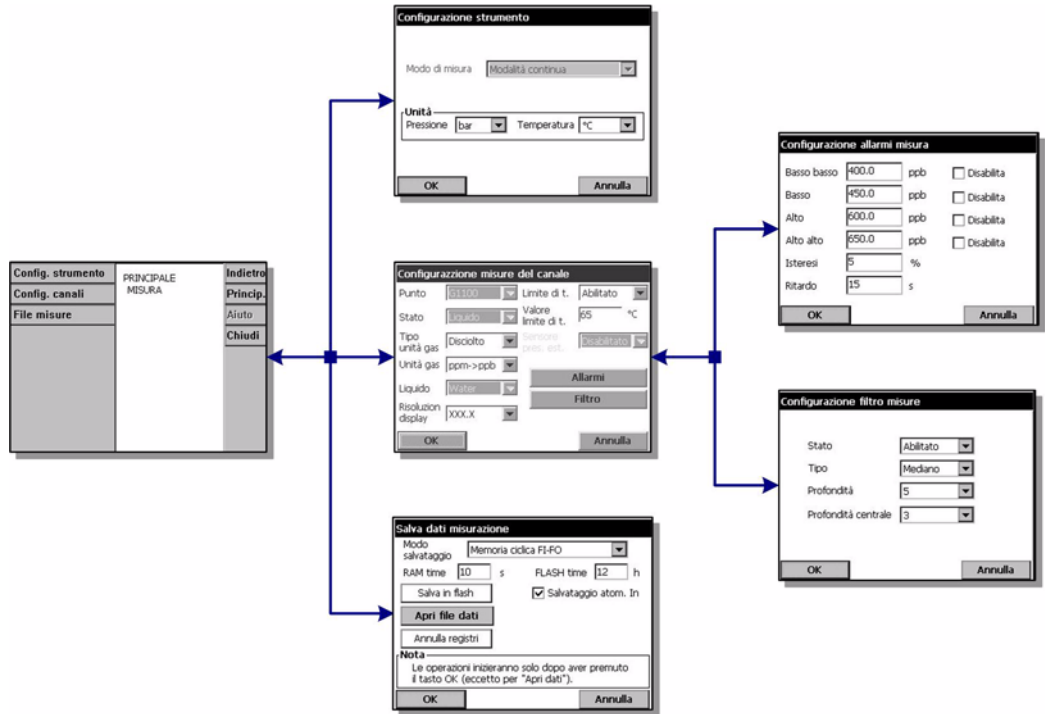 Configurazione strumento
Modo di misura Modalità continua
Unità
Pressione bar Temperatura °C
OK Annulla
Config. strumento
Config. canali
File misure
PRINCIPALE
MISURA
Indietro
Princip.
Aiuto
Chiudi
Configurazzione misure del canale
Punto G1100 Limite di t. Abilitato
Stato Liquido Valore limite di t. 65 °C
Tipo unità gas Disciolto Sensore pres. est. Disabilitato
Unità gas ppm->ppb
Allarmi
Liquido Water
Filtro
Risoluzion display XXX.X
OK Annulla
Salva dati misurazione
Modo salvataggio Memoria ciclica FI-FO
RAM time 10 s FLASH time 12 h
Salva in flash Salvataggio atom. In
Apri file dati
Annulla registri
Nota
Le operazioni inizieranno solo dopo aver premuto
il tasto OK (eccetto per "Apri dati").
OK Annulla
Configurazione allarmi misura
Basso basso 400.0 ppb Disabilita
Basso 450.0 ppb Disabilita
Alto 600.0 ppb Disabilita
Alto alto 650.0 ppb Disabilita
Isteresi 5 %
Ritardo 15 s
OK Annulla
Configurazione filtro misure
Stato Abilitato
Tipo Mediano
Profondità 5
Profondità centrale 3
OK Annulla